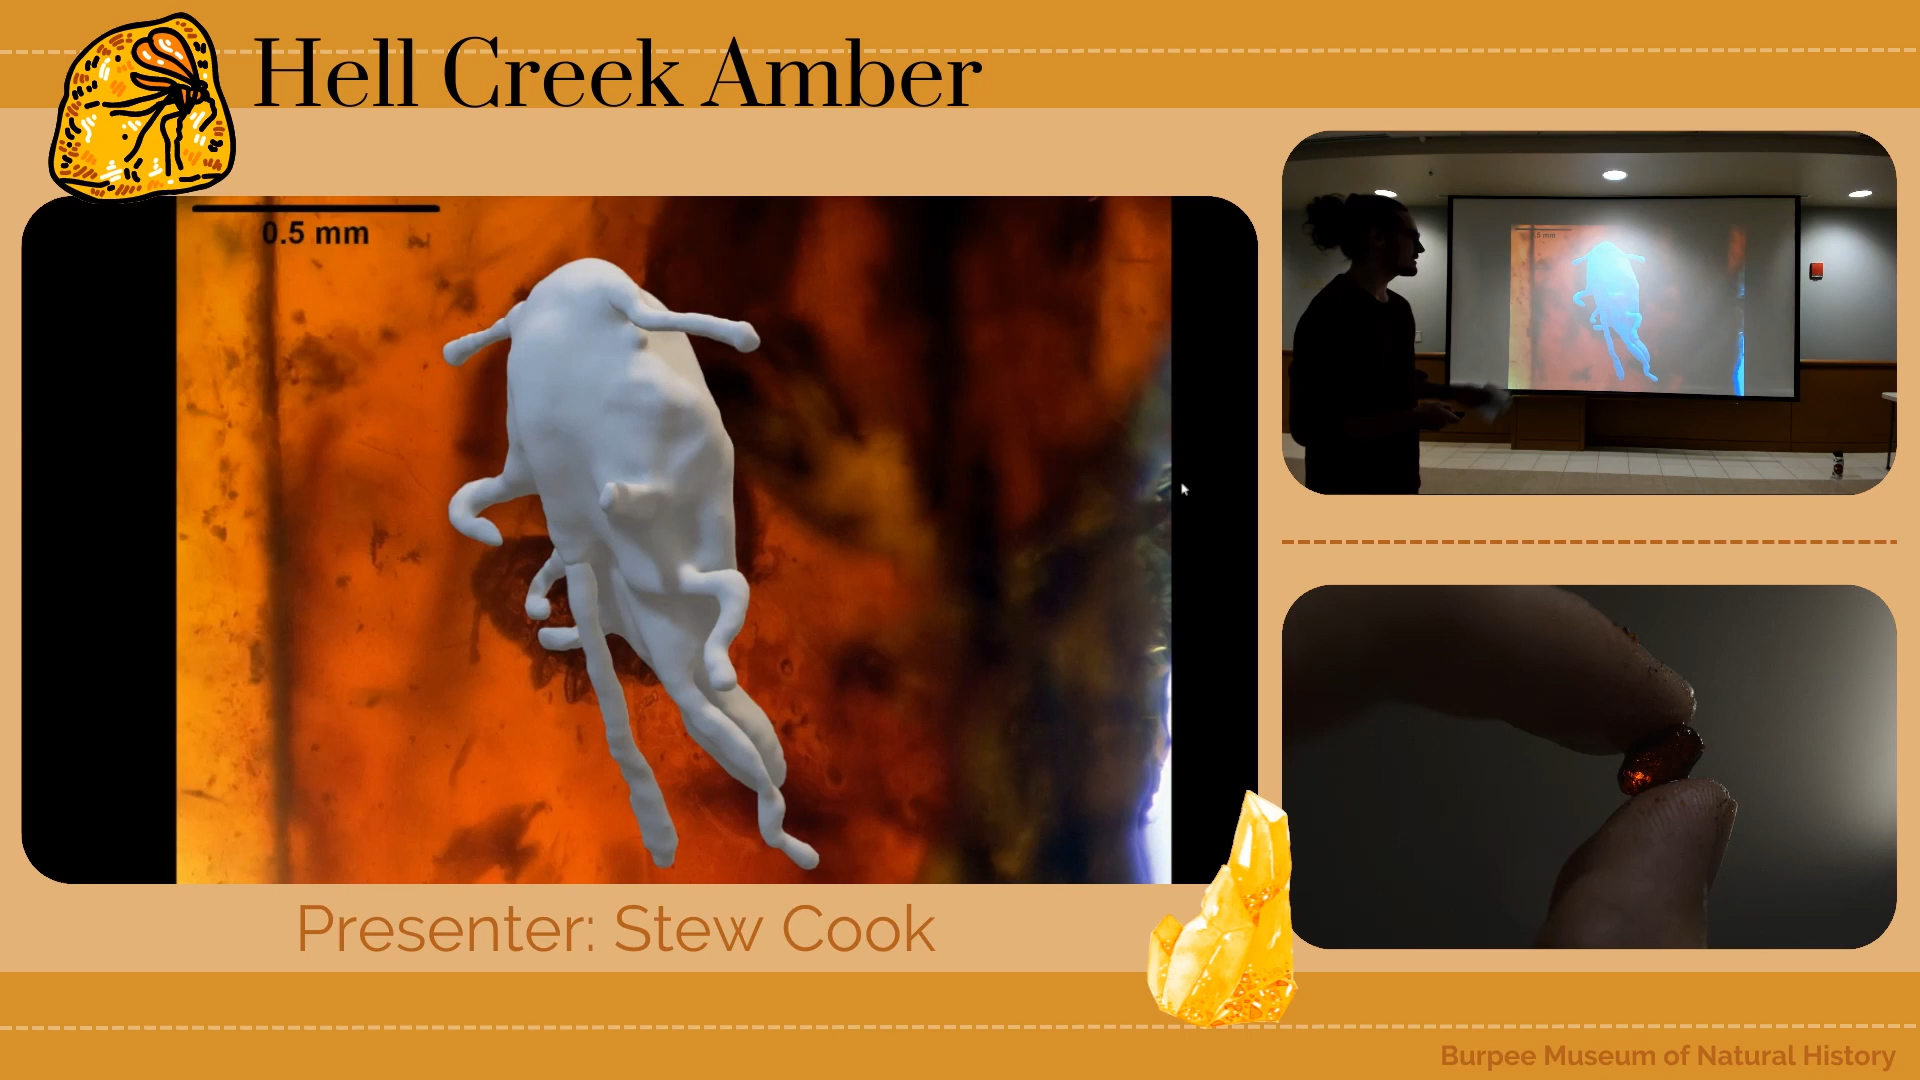 Hell Creek Amber
0.5 mm
Presenter: Stew Cook
Burpee Museum of Natural History